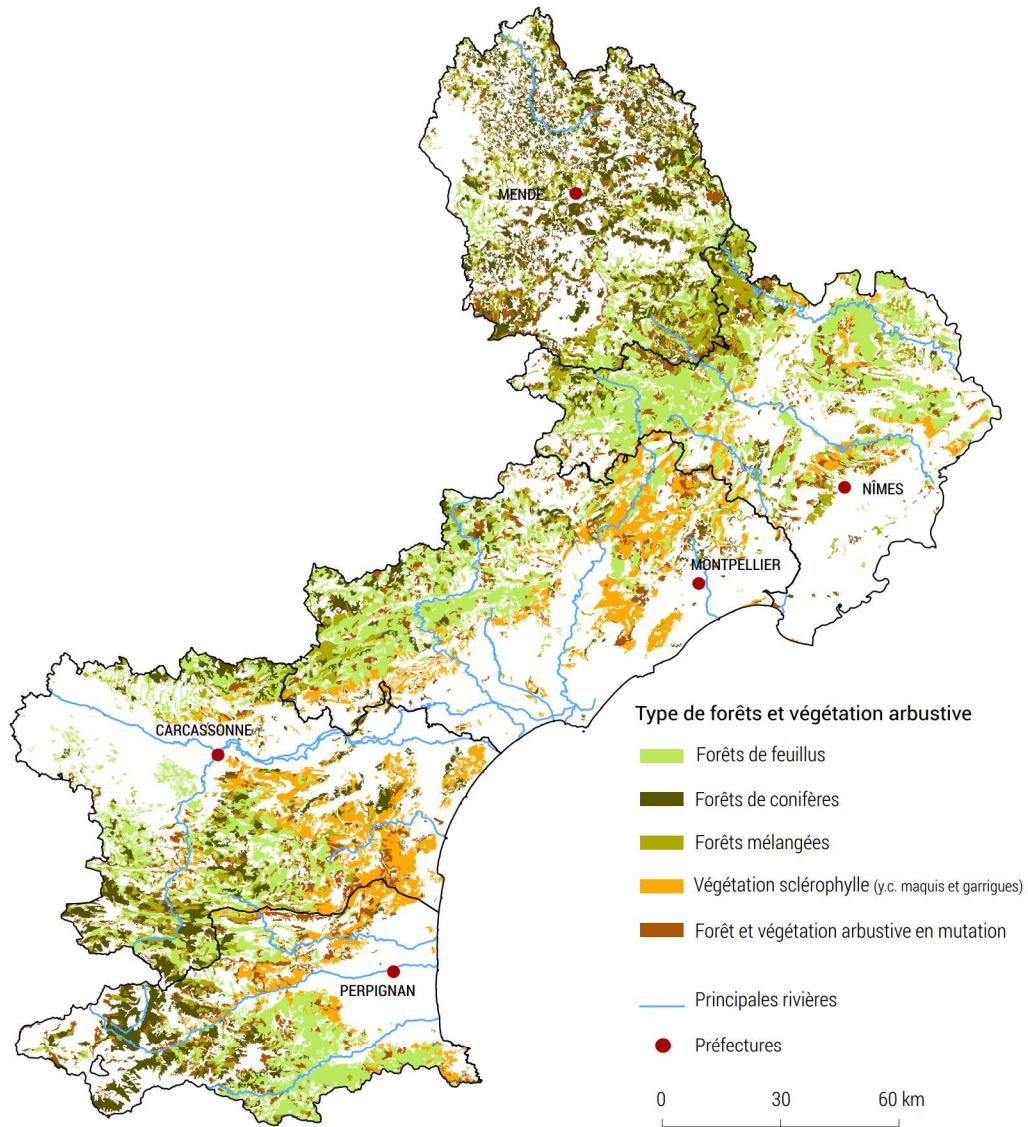 MENDE
NÎMES
MONTPELLIER
CARCASSONNE
PERPIGNAN
Type de forêts et végétation arbustive
Forêts de feuillus
Forêts de conifères
Forêts mélangées
Végétation sclérophylle (y.c. maquis et garrigues)
Forêt et végétation arbustive en mutation
Principales rivières
Préfectures
0 30 60 km